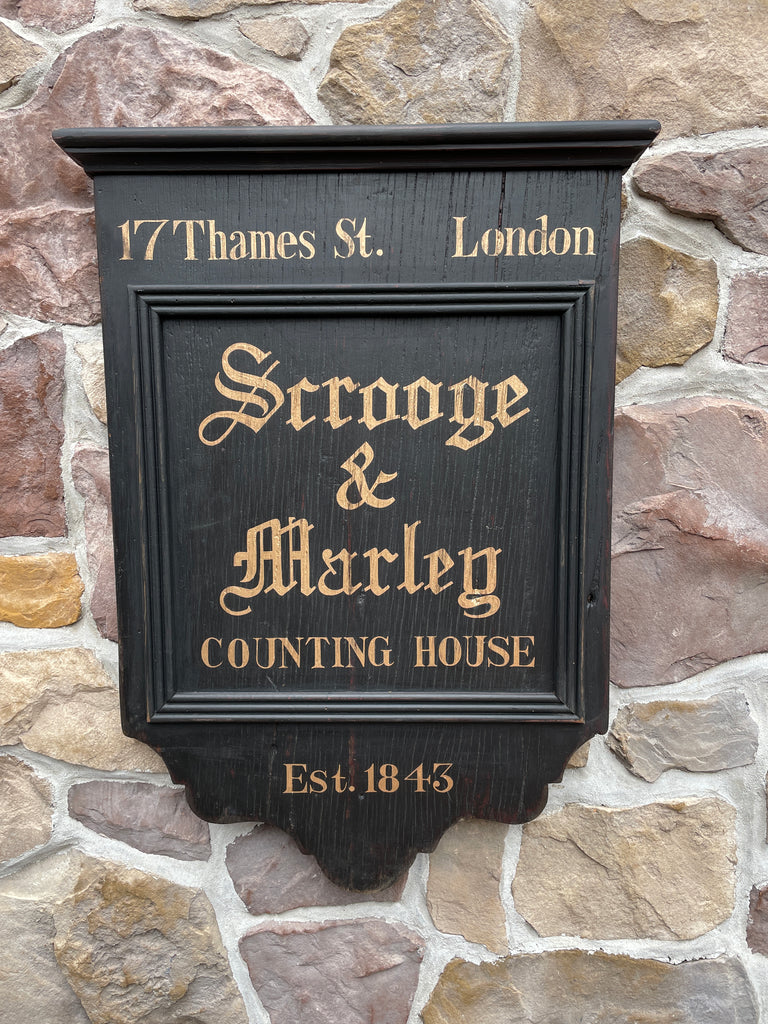 17 Thames St. London
Scrooge
&
Marley
COUNTING HOUSE
Est. 1843